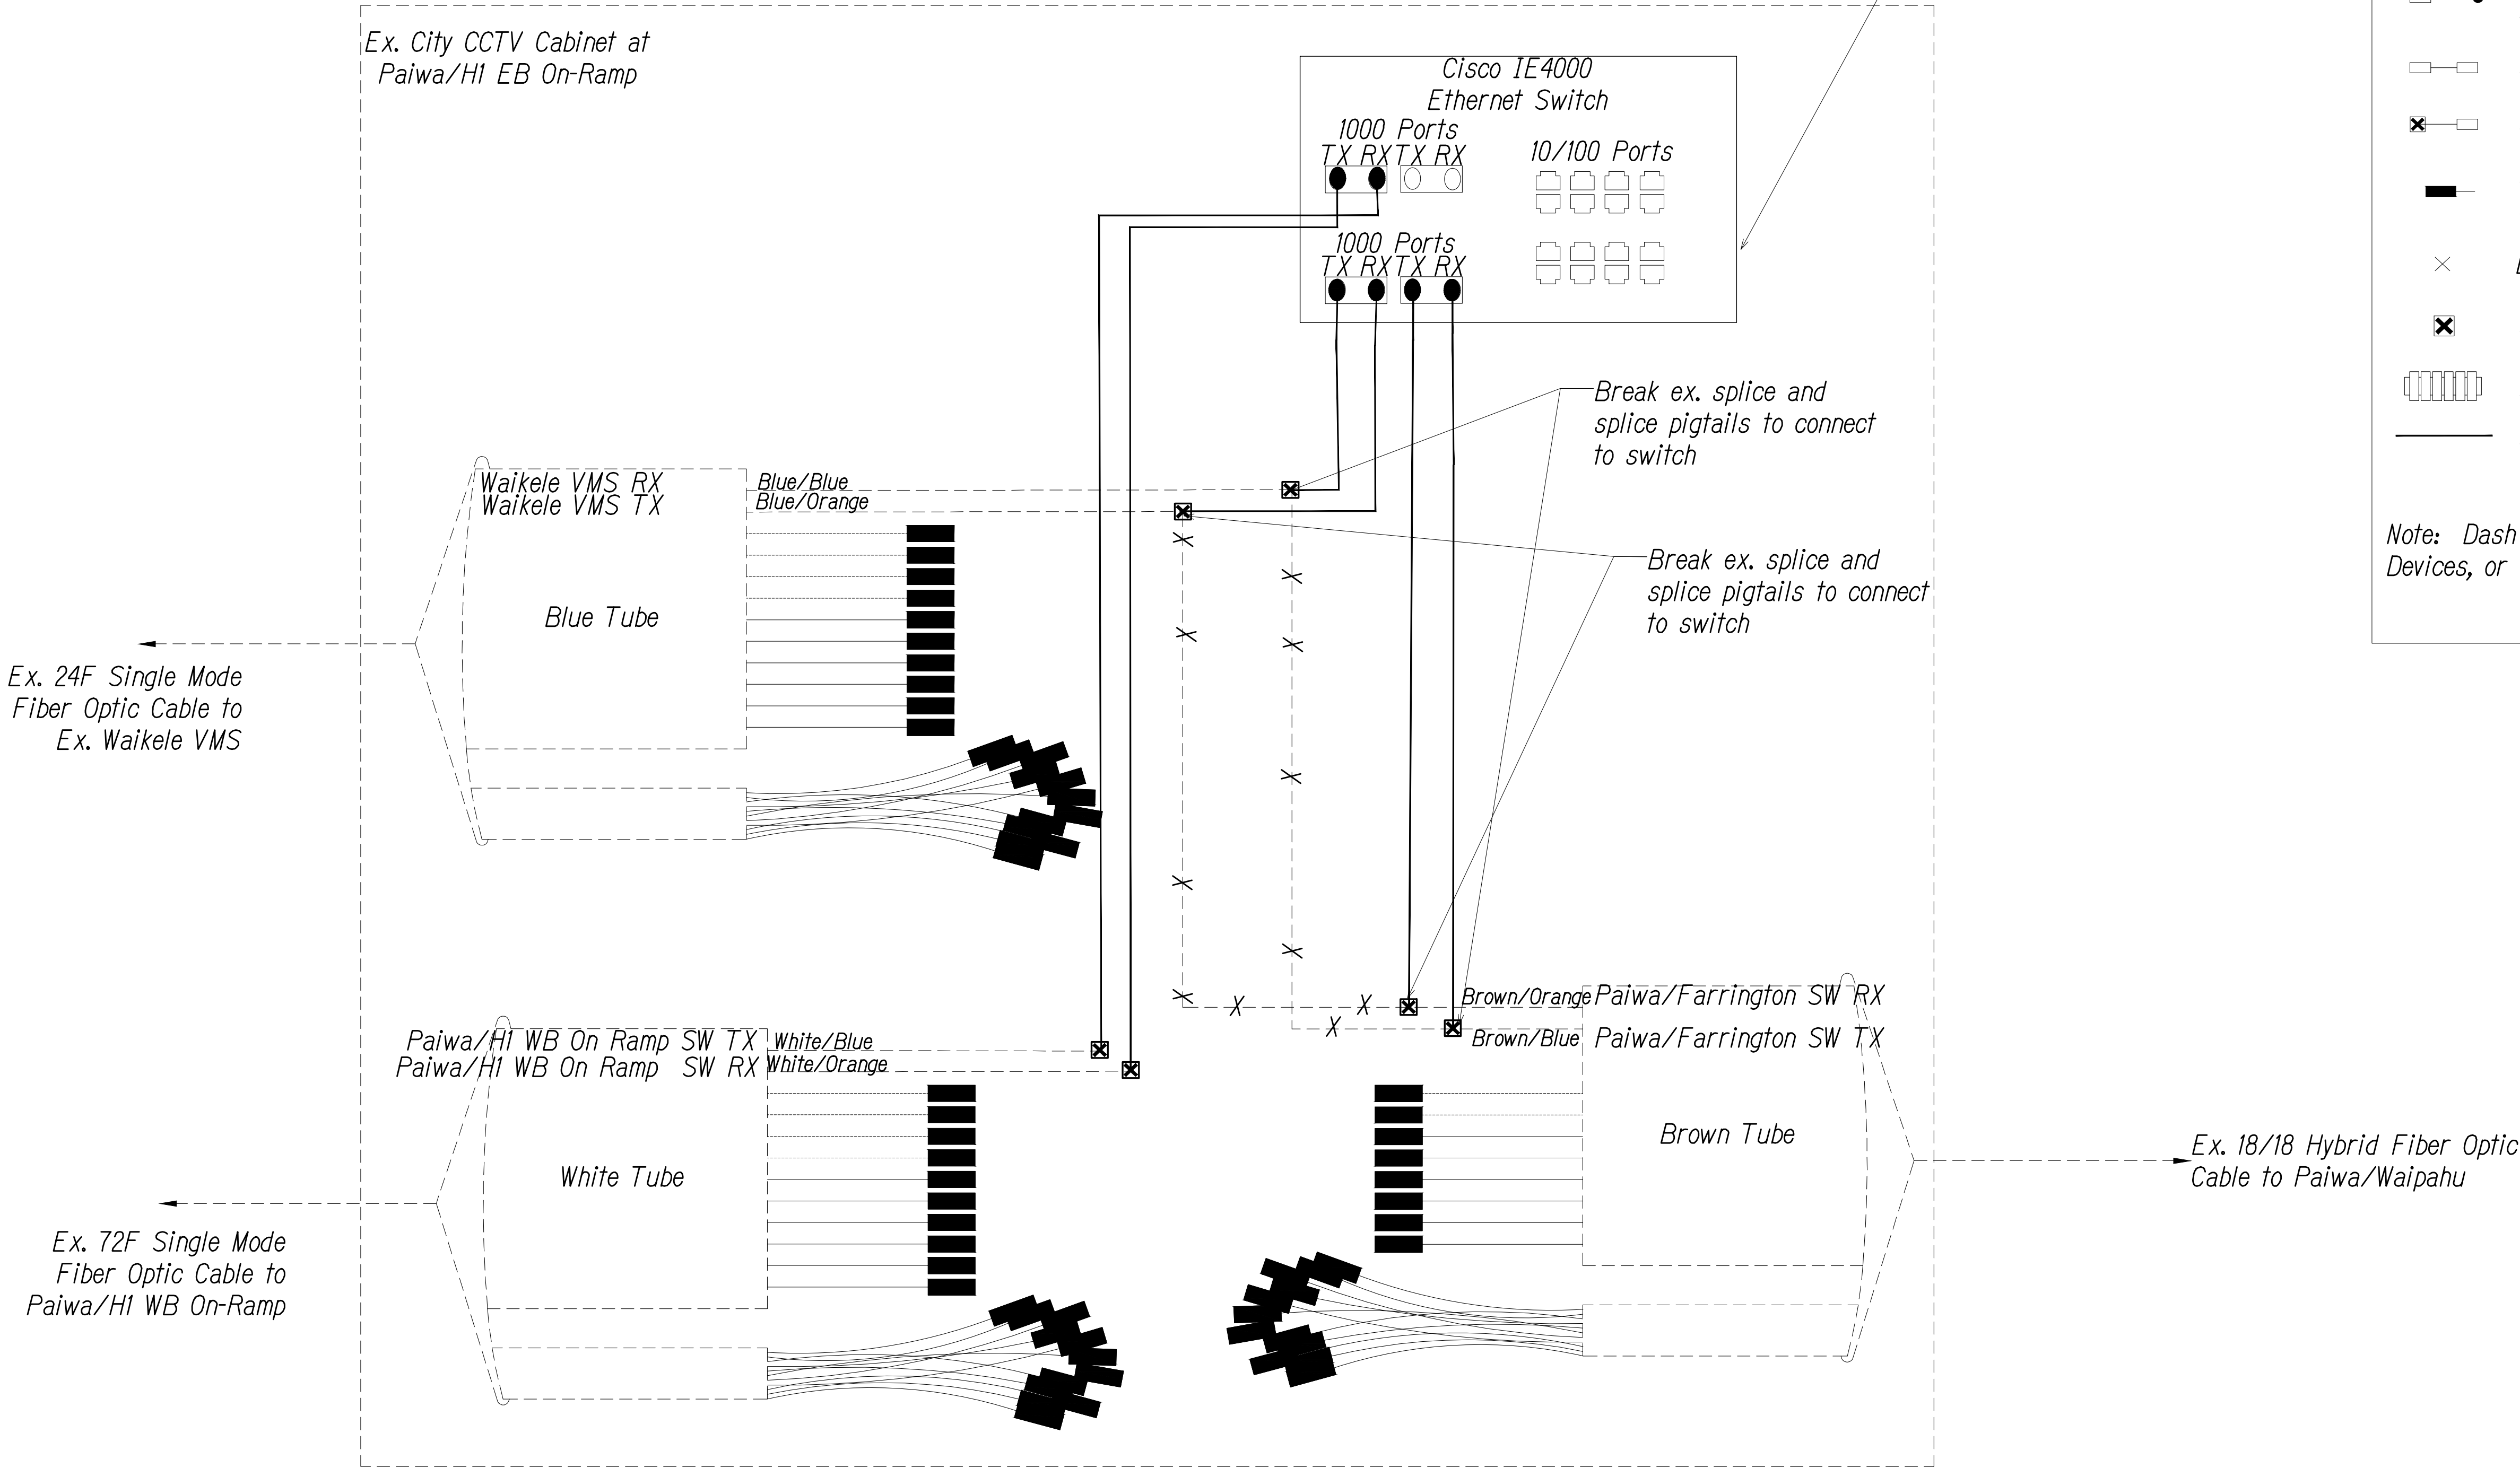 Ex. City CCTV Cabinet at
Paiwa/H1 EB On-Ramp
Cisco IE4000
Ethernet Switch
1000 Ports
TX RX TX RX
10/100 Ports
1000 Ports
TX RX TX RX
Break ex. splice and
splice pigtails to connect
to switch
Waikele VMS RX
Waikele VMS TX
Blue/Blue
Blue/Orange
Break ex. splice and
splice pigtails to connect
to switch
Blue Tube
Ex. 24F Single Mode
Fiber Optic Cable to
Ex. Waikele VMS
Note: Dash
Devices, or
Paiwa/H1 WB On Ramp SW TX
Paiwa/H1 WB On Ramp SW RX
White/Blue
White/Orange
White Tube
Ex. 72F Single Mode
Fiber Optic Cable to
Paiwa/H1 WB On-Ramp
Brown/Orange
Paiwa/Farrington SW RX
Brown/Blue
Paiwa/Farrington SW TX
Brown Tube
Ex. 18/18 Hybrid Fiber Optic
Cable to Paiwa/Waipahu